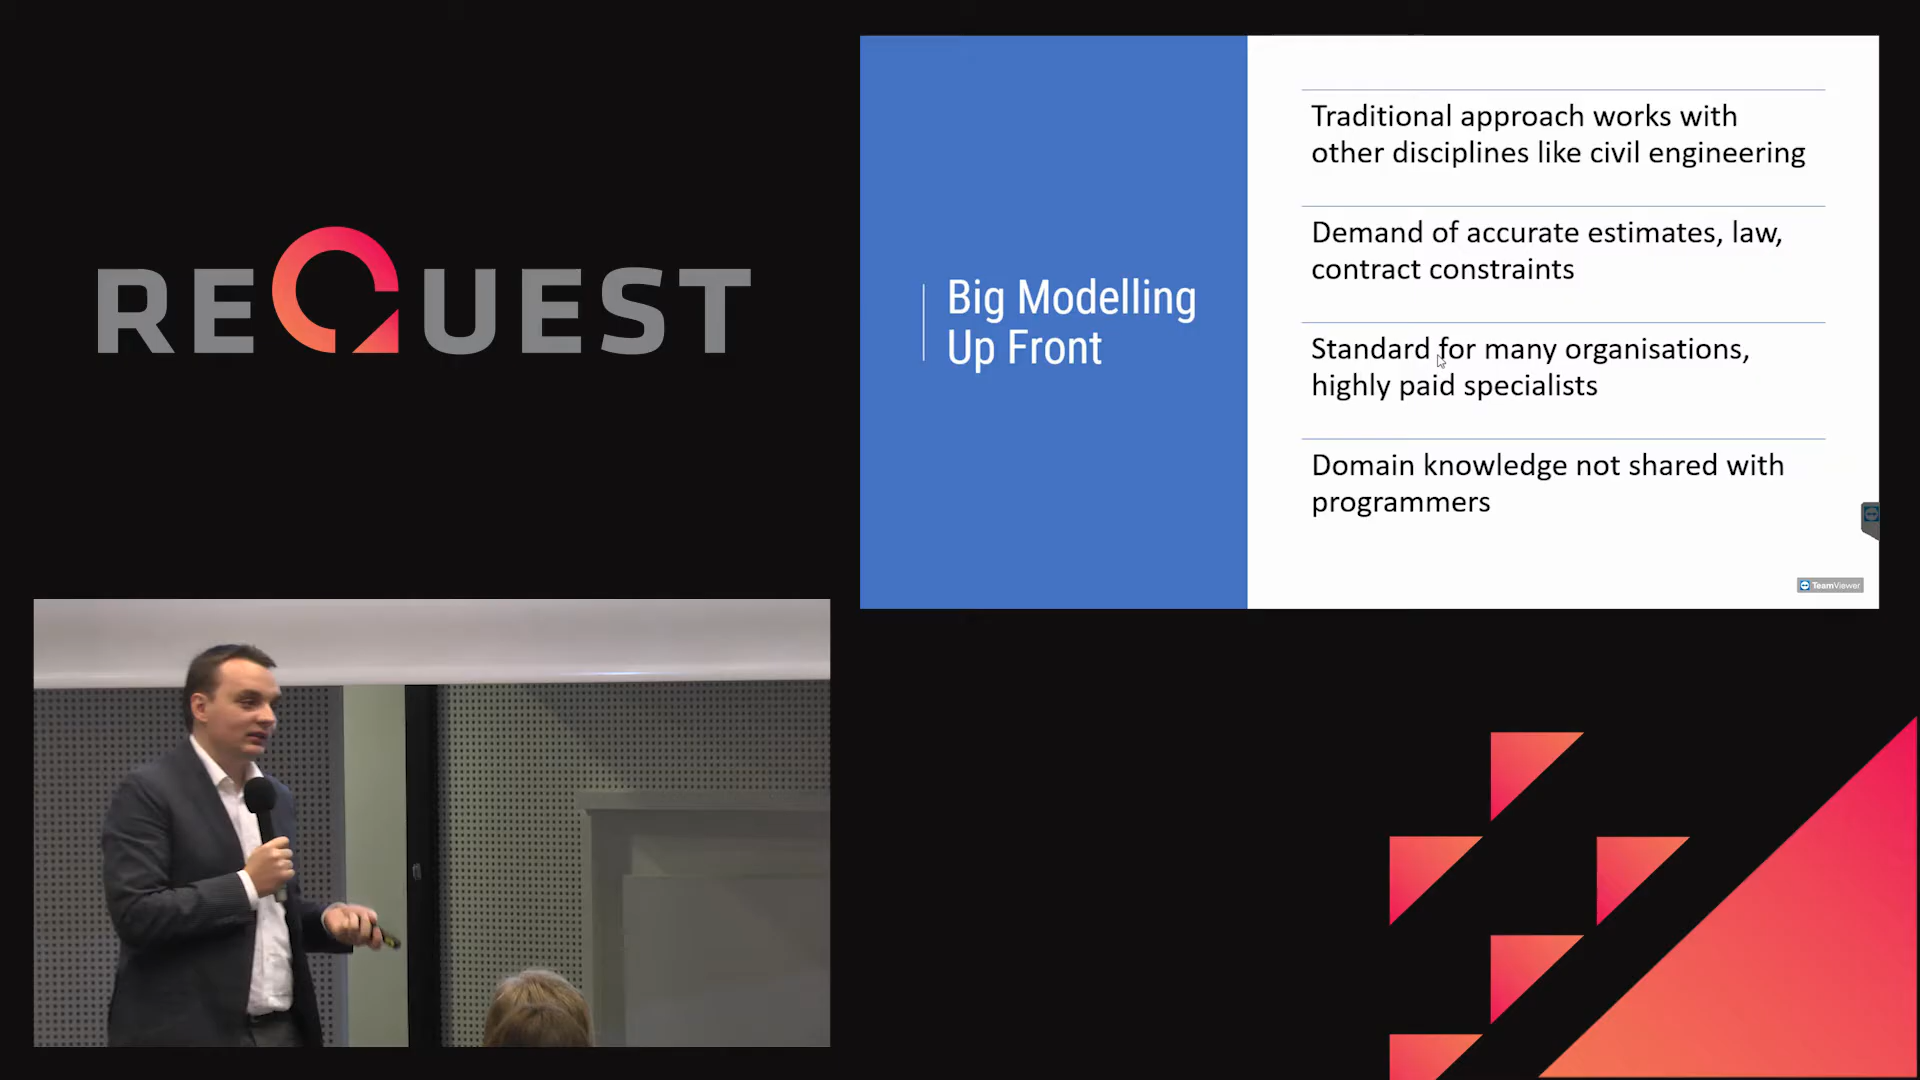 REQUEST
Big Modelling
Up Front
Traditional approach works with
other disciplines like civil engineering
Demand of accurate estimates, law,
contract constraints
Standard for many organisations,
highly paid specialists
Domain knowledge not shared with
programmers
TeamViewer